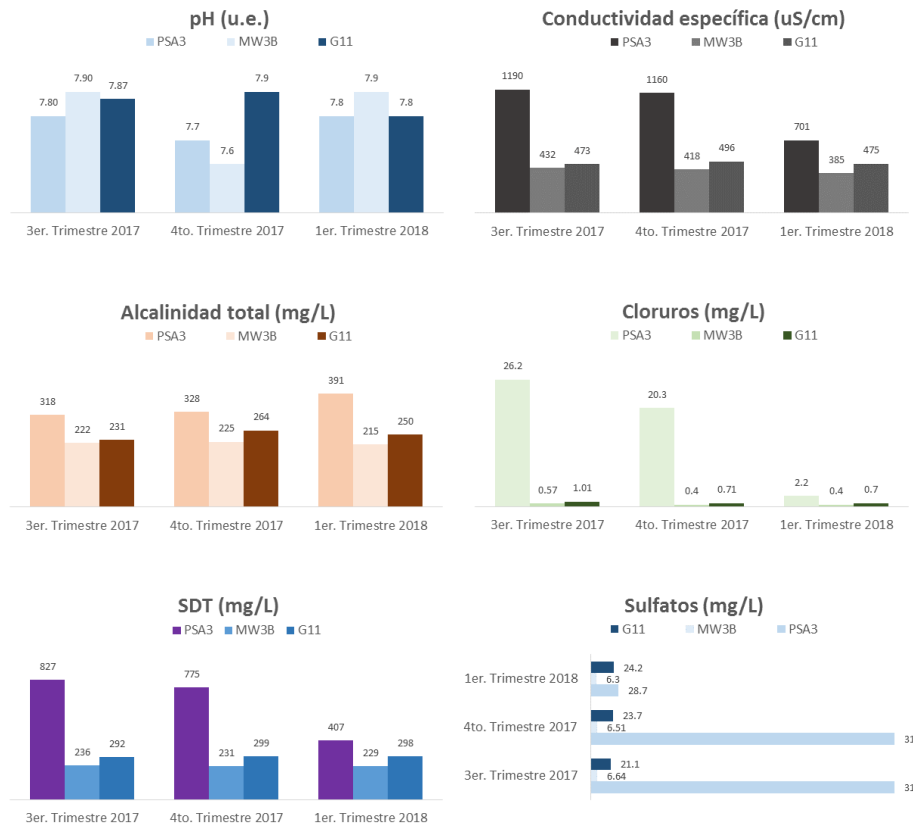 pH (u.e.)
PSA3 MW3B G11
7.80 7.90 7.87 7.7 7.6 7.9 7.8 7.9 7.8
3er. Trimestre 2017 4to. Trimestre 2017 1er. Trimestre 2018
Conductividad específica (uS/cm)
PSA3 MW3B G11
1190 432 473 1160 418 496 701 385 475
3er. Trimestre 2017 4to. Trimestre 2017 1er. Trimestre 2018
Alcalinidad total (mg/L)
PSA3 MW3B G11
318 222 231 328 225 264 391 215 250
3er. Trimestre 2017 4to. Trimestre 2017 1er. Trimestre 2018
Cloruros (mg/L)
PSA3 MW3B G11
26.2 0.57 1.01 20.3 0.4 0.71 2.2 0.4 0.7
3er. Trimestre 2017 4to. Trimestre 2017 1er. Trimestre 2018
SDT (mg/L)
PSA3 MW3B G11
827 236 292 775 231 299 407 229 298
3er. Trimestre 2017 4to. Trimestre 2017 1er. Trimestre 2018
Sulfatos (mg/L)
G11 MW3B PSA3
24.2
1er. Trimestre 2018 6.3
28.7
23.7
4to. Trimestre 2017 6.51
21.1
3er. Trimestre 2017 6.64